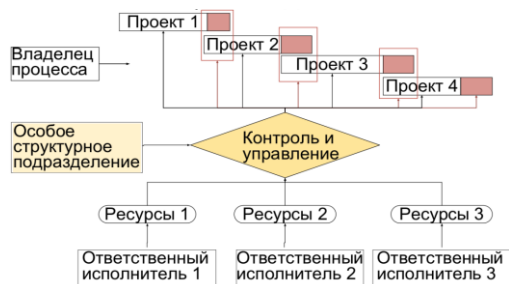 Проект 1
Проект 2
Проект 3
Проект 4
Владелец
процесса
Особое
структурное
подразделение
Контроль и
управление
Ресурсы 1
Ресурсы 2
Ресурсы 3
Ответственный
исполнитель 1
Ответственный
исполнитель 2
Ответственный
исполнитель 3